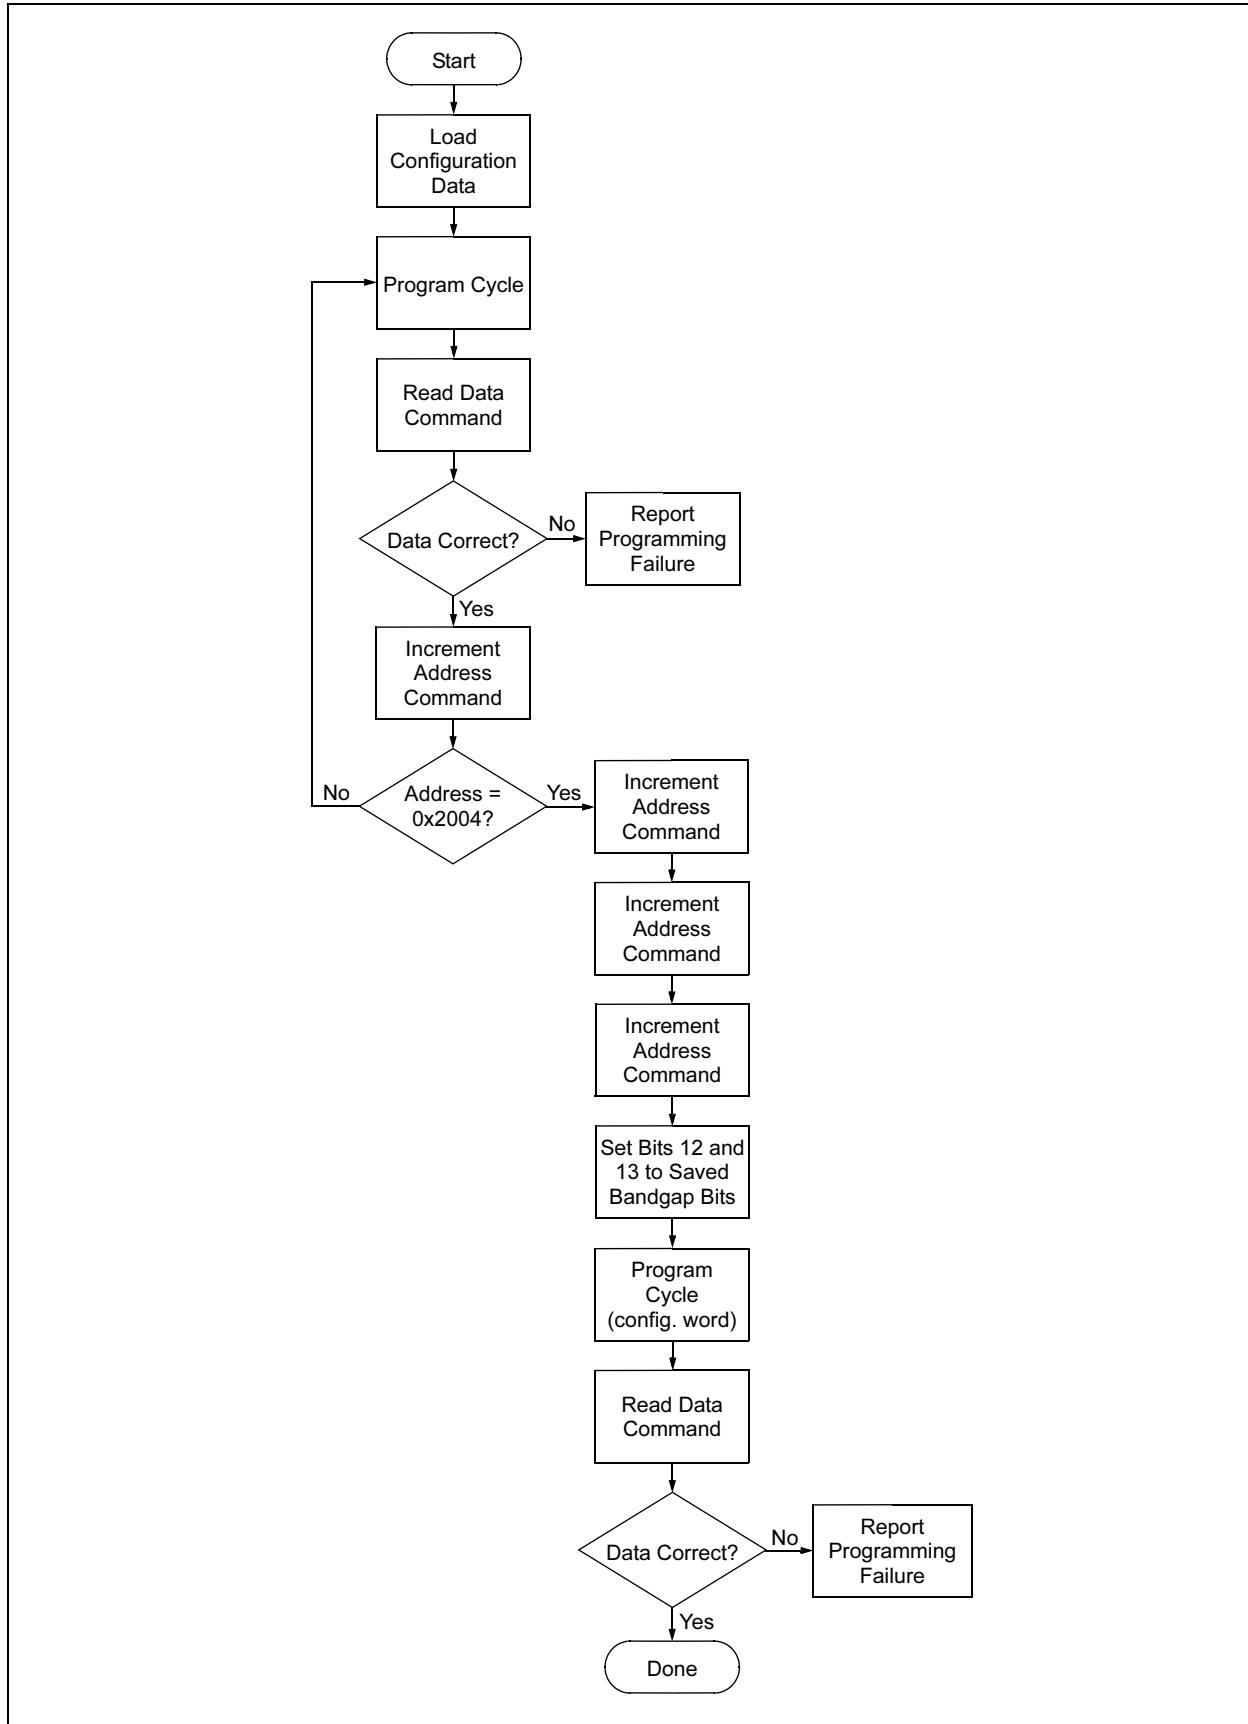 Start
Load
Configuration
Data
Program Cycle
Read Data
Command
Data Correct?
No
Report
Programming
Failure
Yes
Increment
Address
Command
No
Address =
0x2004?
Yes
Increment
Address
Command
Increment
Address
Command
Increment
Address
Command
Set Bits 12 and
13 to Saved
Bandgap Bits
Program
Cycle
(config. word)
Read Data
Command
Data Correct?
No
Report
Programming
Failure
Yes
Done